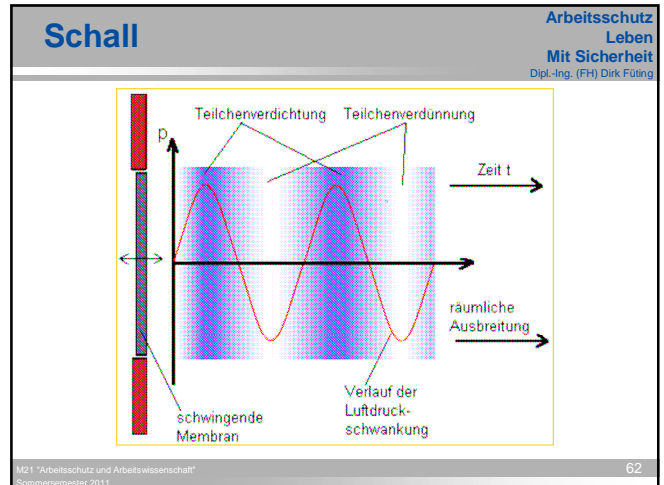 Schall
Arbeitsschutz
Leben
Mit Sicherheit
Dipl.-Ing. (FH) Dirk Füting
Teilchenverdichtung Teilchenverdünnung
p
Zeit t
räumliche
Ausbreitung
Verlauf der
Luftdruck-
schwankung
schwingende
Membran
M21 "Arbeitsschutz und Arbeitswissenschaft"
Sommersemester 2011
62